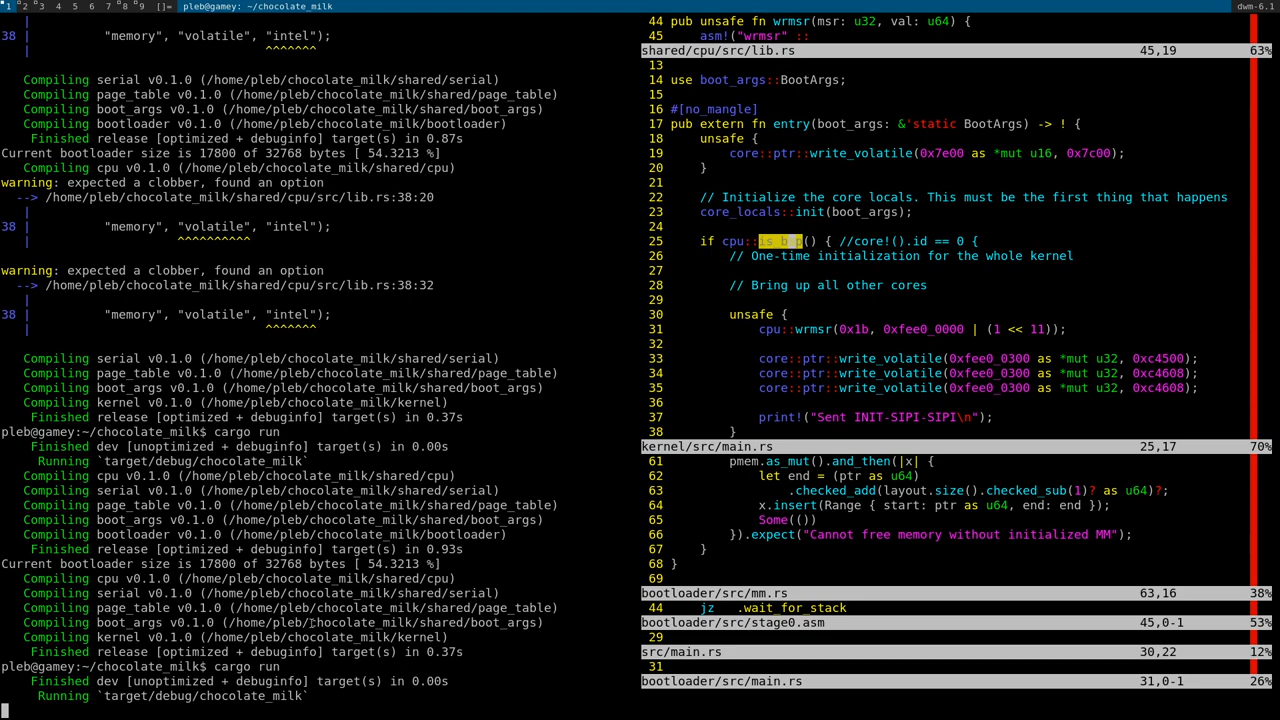 1 2 3 4 5 6 7 8 9 []= pleb@gamey: ~/chocolate_milk dwm-6.1
|
38 | "memory", "volatile", "intel");
| ^^^^^^^
Compiling serial v0.1.0 (/home/pleb/chocolate_milk/shared/serial)
Compiling page_table v0.1.0 (/home/pleb/chocolate_milk/shared/page_table)
Compiling boot_args v0.1.0 (/home/pleb/chocolate_milk/shared/boot_args)
Compiling bootloader v0.1.0 (/home/pleb/chocolate_milk/bootloader)
Finished release [optimized + debuginfo] target(s) in 0.87s
Current bootloader size is 17800 of 32768 bytes [ 54.3213 %]
Compiling cpu v0.1.0 (/home/pleb/chocolate_milk/shared/cpu)
warning: expected a clobber, found an option
--> /home/pleb/chocolate_milk/shared/cpu/src/lib.rs:38:20
|
38 | "memory", "volatile", "intel");
| ^^^^^^^^^^
warning: expected a clobber, found an option
--> /home/pleb/chocolate_milk/shared/cpu/src/lib.rs:38:32
|
38 | "memory", "volatile", "intel");
| ^^^^^^^
Compiling serial v0.1.0 (/home/pleb/chocolate_milk/shared/serial)
Compiling page_table v0.1.0 (/home/pleb/chocolate_milk/shared/page_table)
Compiling boot_args v0.1.0 (/home/pleb/chocolate_milk/shared/boot_args)
Compiling kernel v0.1.0 (/home/pleb/chocolate_milk/kernel)
Finished release [optimized + debuginfo] target(s) in 0.37s
pleb@gamey:~/chocolate_milk$ cargo run
Finished dev [unoptimized + debuginfo] target(s) in 0.00s
Running `target/debug/chocolate_milk`
Compiling cpu v0.1.0 (/home/pleb/chocolate_milk/shared/cpu)
Compiling serial v0.1.0 (/home/pleb/chocolate_milk/shared/serial)
Compiling page_table v0.1.0 (/home/pleb/chocolate_milk/shared/page_table)
Compiling boot_args v0.1.0 (/home/pleb/chocolate_milk/shared/boot_args)
Compiling bootloader v0.1.0 (/home/pleb/chocolate_milk/bootloader)
Finished release [optimized + debuginfo] target(s) in 0.93s
Current bootloader size is 17800 of 32768 bytes [ 54.3213 %]
Compiling cpu v0.1.0 (/home/pleb/chocolate_milk/shared/cpu)
Compiling serial v0.1.0 (/home/pleb/chocolate_milk/shared/serial)
Compiling page_table v0.1.0 (/home/pleb/chocolate_milk/shared/page_table)
Compiling boot_args v0.1.0 (/home/pleb/chocolate_milk/shared/boot_args)
Compiling kernel v0.1.0 (/home/pleb/chocolate_milk/kernel)
Finished release [optimized + debuginfo] target(s) in 0.37s
pleb@gamey:~/chocolate_milk$ cargo run
Finished dev [unoptimized + debuginfo] target(s) in 0.00s
Running `target/debug/chocolate_milk`
44 pub unsafe fn wrmsr(msr: u32, val: u64) {
45 asm!("wrmsr" ::
shared/cpu/src/lib.rs 45,19 63%
13
14 use boot_args::BootArgs;
15
16 #[no_mangle]
17 pub extern fn entry(boot_args: &'static BootArgs) -> ! {
18 unsafe {
19 core::ptr::write_volatile(0x7e00 as *mut u16, 0x7c00);
20 }
21
22 // Initialize the core locals. This must be the first thing that happens
23 core_locals::init(boot_args);
24
25 if cpu::is_bsp() { //core!().id == 0 {
26 // One-time initialization for the whole kernel
27
28 // Bring up all other cores
29
30 unsafe {
31 cpu::wrmsr(0x1b, 0xfee0_0000 | (1 << 11));
32
33 core::ptr::write_volatile(0xfee0_0300 as *mut u32, 0xc4500);
34 core::ptr::write_volatile(0xfee0_0300 as *mut u32, 0xc4608);
35 core::ptr::write_volatile(0xfee0_0300 as *mut u32, 0xc4608);
36
37 print!("Sent INIT-SIPI-SIPI\n");
38 }
kernel/src/main.rs 25,17 70%
61 pmem.as_mut().and_then(|x| {
62 let end = (ptr as u64)
63 .checked_add(layout.size().checked_sub(1)? as u64)?;
64 x.insert(Range { start: ptr as u64, end: end });
65 Some(())
66 }).expect("Cannot free memory without initialized MM");
67 }
68 }
69
bootloader/src/mm.rs 63,16 38%
44 jz .wait_for_stack
bootloader/src/stage0.asm 45,0-1 53%
29
src/main.rs 30,22 12%
31
bootloader/src/main.rs 31,0-1 26%